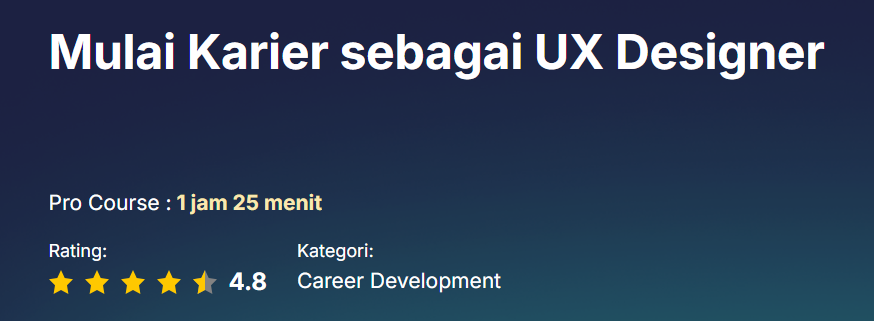 Mulai Karier sebagai UX Designer
Pro Course : 1 jam 25 menit
Rating:
4.8
Kategori:
Career Development